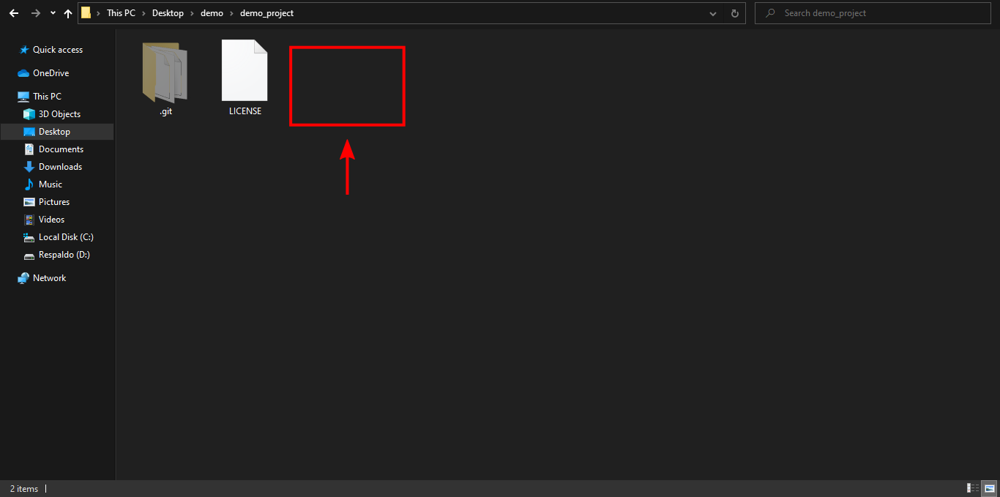 This PC > Desktop > demo > demo_project
Search demo_project
Quick access
OneDrive
This PC
3D Objects
Desktop
Documents
Downloads
Music
Pictures
Videos
Local Disk (C:)
Respaldo (D:)
Network
.git
LICENSE
2 items